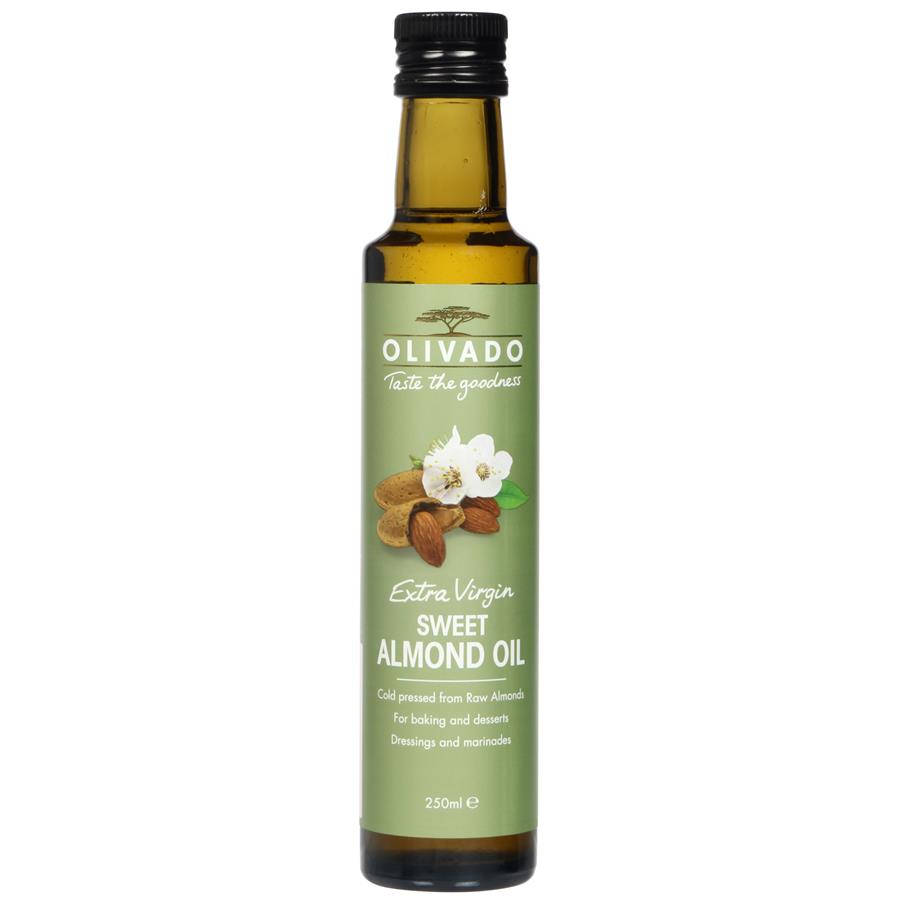 OLIVADO
Taste the goodness
Extra Virgin
SWEET
ALMOND OIL
Cold pressed from Raw Almonds
For baking and desserts
Dressings and marinades
250ml ℮